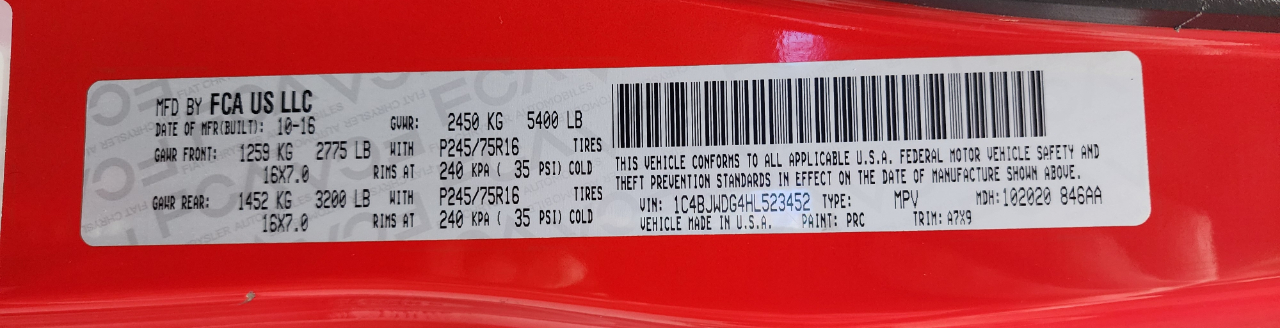 MFD BY FCA US LLC
DATE OF MFR(BUILT): 10-16 GVWR: 2450 KG 5400 LB
GAWR FRONT: 1259 KG 2775 LB WITH P245/75R16 TIRES
16X7.0 RIMS AT 240 KPA ( 35 PSI) COLD
GAWR REAR: 1452 KG 3200 LB WITH P245/75R16 TIRES
16X7.0 RIMS AT 240 KPA ( 35 PSI) COLD
THIS VEHICLE CONFORMS TO ALL APPLICABLE U.S.A. FEDERAL MOTOR VEHICLE SAFETY AND
THEFT PREVENTION STANDARDS IN EFFECT ON THE DATE OF MANUFACTURE SHOWN ABOVE.
VIN: 1C4BJWDG4HL523452 TYPE: MPV MDH:102020 846AA
VEHICLE MADE IN U.S.A. PAINT: PRC TRIM: A7X9